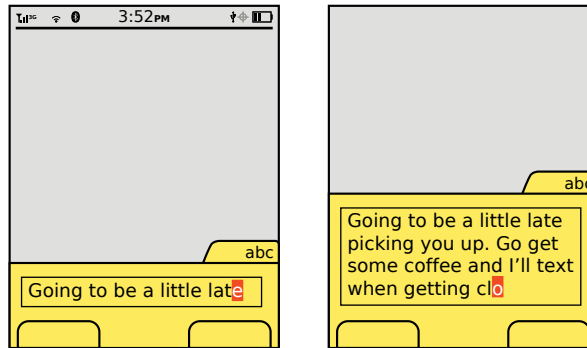 3G 3:52PM
abc
Going to be a little late
abc
Going to be a little late
picking you up. Go get
some coffee and I'll text
when getting clo